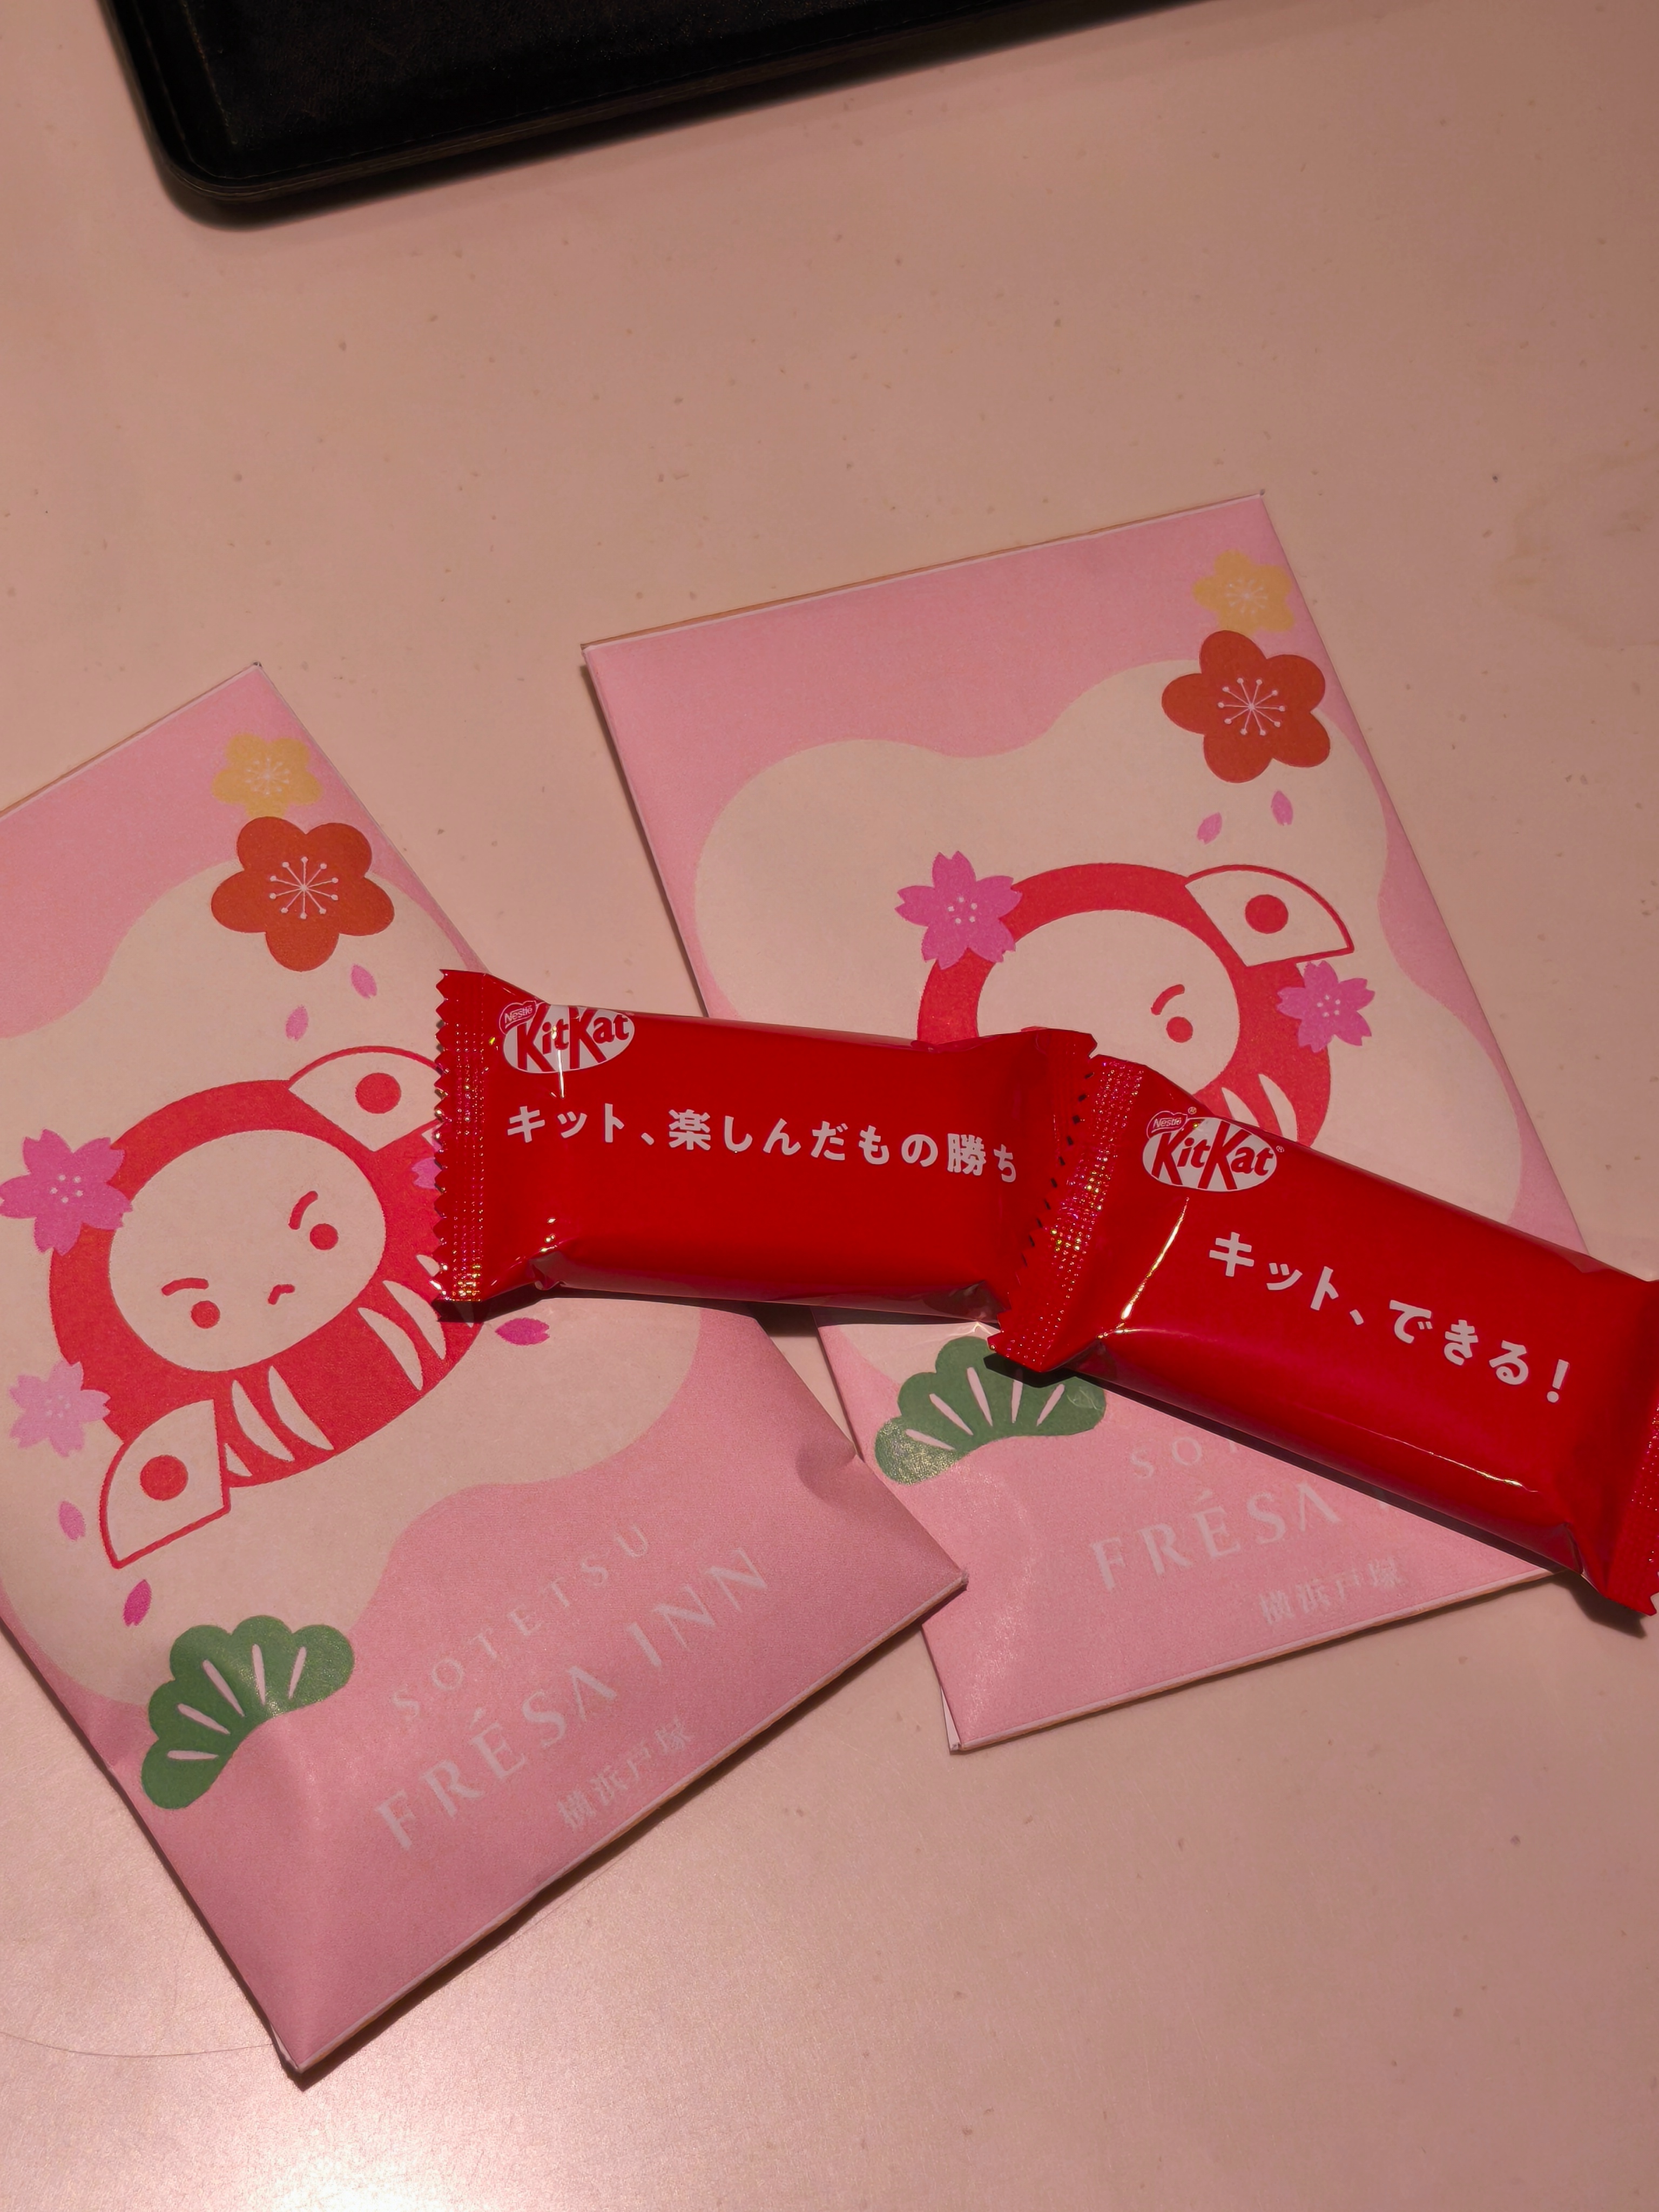 Nestlé
KitKat
キット、楽しんだもの勝ち
Nestlé
KitKat
キット、できる!
SOTETSU
FRÉSA INN
横浜戸塚
SOT
FRÉSA
横浜戸塚